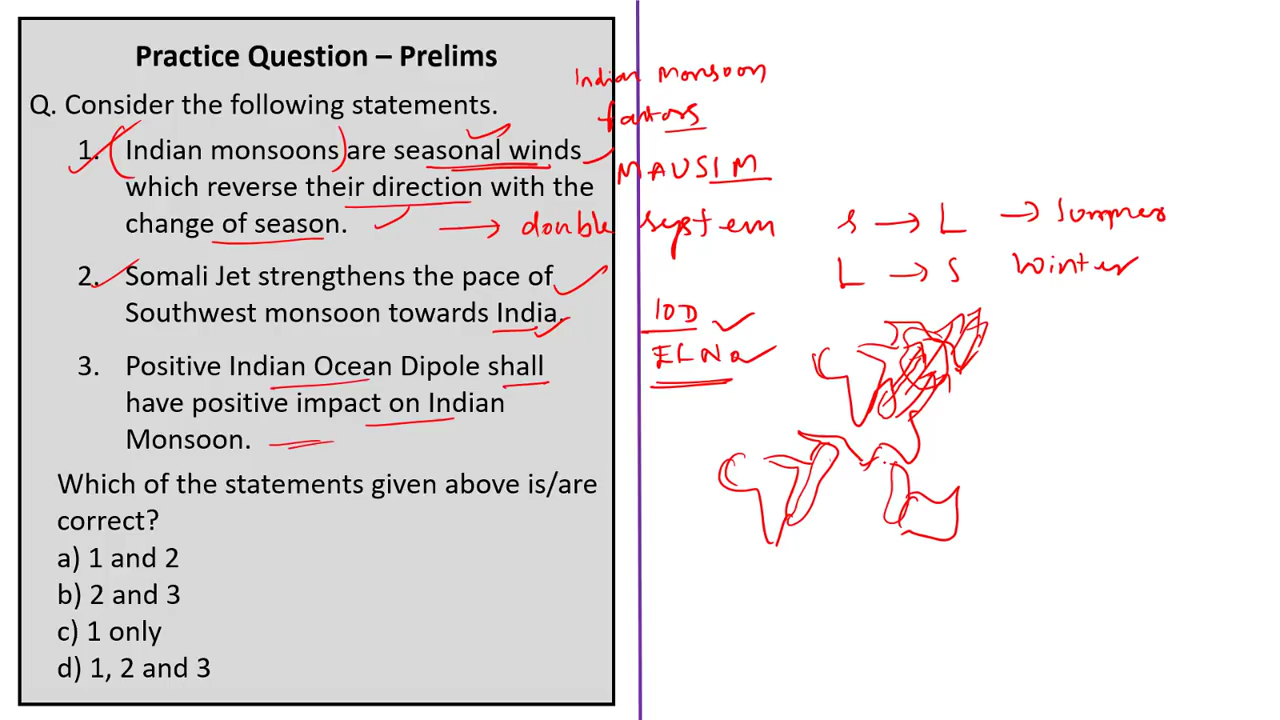 Practice Question – Prelims
Q. Consider the following statements.
1. Indian monsoons are seasonal winds
which reverse their direction with the
change of season.
2. Somali Jet strengthens the pace of
Southwest monsoon towards India.
3. Positive Indian Ocean Dipole shall
have positive impact on Indian
Monsoon.
Which of the statements given above is/are
correct?
a) 1 and 2
b) 2 and 3
c) 1 only
d) 1, 2 and 3
Indian Monsoon
factors
MAUSIM
→ double system
S → L → Summer
L → S Winter
IOD